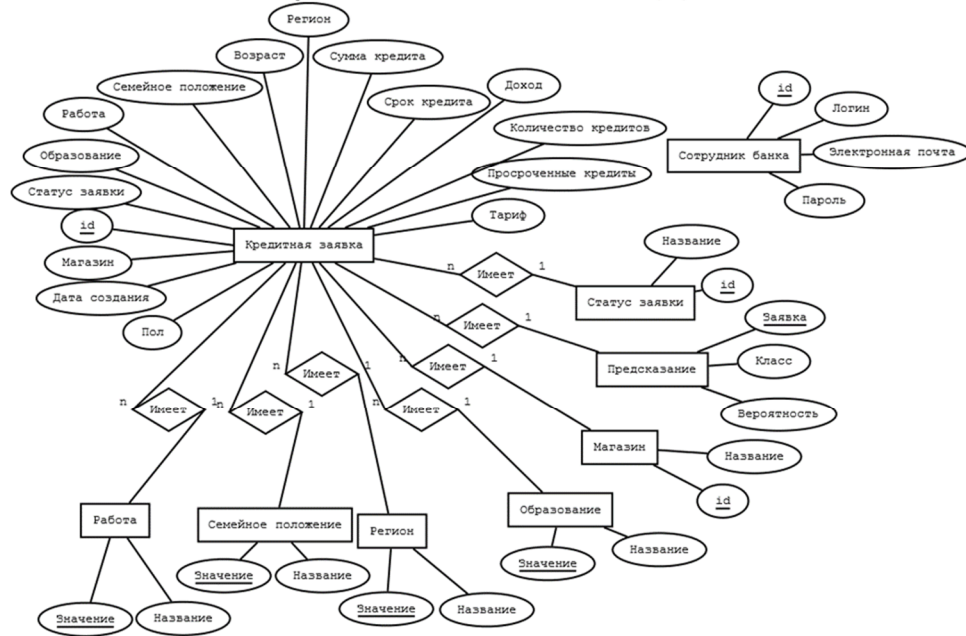 Регион
Возраст
Сумма кредита
Семейное положение
Срок кредита
Доход
Работа
Количество кредитов
Образование
Просроченные кредиты
Статус заявки
id
Тариф
Кредитная заявка
Магазин
Дата создания
Пол
id
Логин
Сотрудник банка
Электронная почта
Пароль
n
Имеет
1
Название
id
Статус заявки
n
Имеет
1
Заявка
Класс
Предсказание
Вероятность
n
Имеет
1
Магазин
Название
id
n
Имеет
1
n
Имеет
1
n
Имеет
1
n
Имеет
1
Работа
Значение
Название
Семейное положение
Значение
Название
Регион
Значение
Название
Образование
Значение
Название